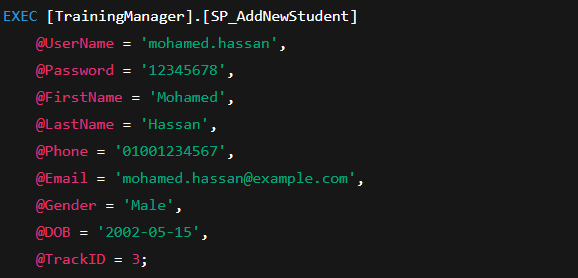 EXEC [TrainingManager].[SP_AddNewStudent]
@UserName = 'mohamed.hassan',
@Password = '12345678',
@FirstName = 'Mohamed',
@LastName = 'Hassan',
@Phone = '01001234567',
@Email = 'mohamed.hassan@example.com',
@Gender = 'Male',
@DOB = '2002-05-15',
@TrackID = 3;